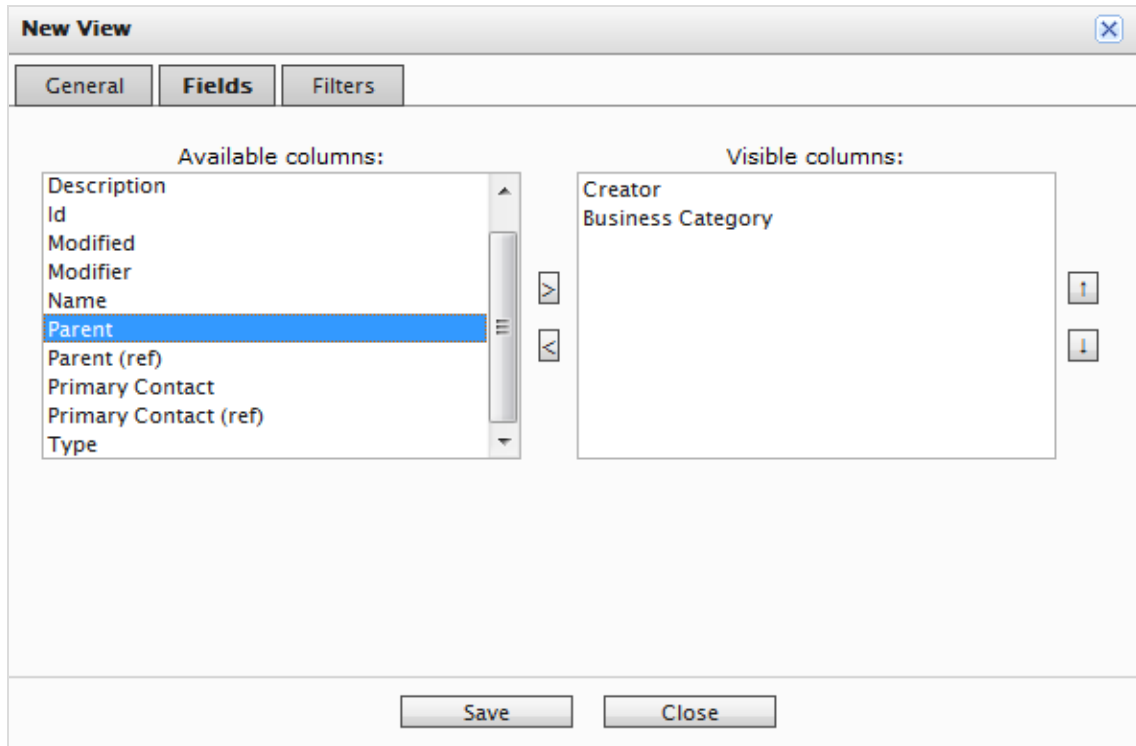 New View
General Fields Filters
Available columns:
Description
Id
Modified
Modifier
Name
Parent
Parent (ref)
Primary Contact
Primary Contact (ref)
Type
>
<
Visible columns:
Creator
Business Category
↑
↓
Save Close